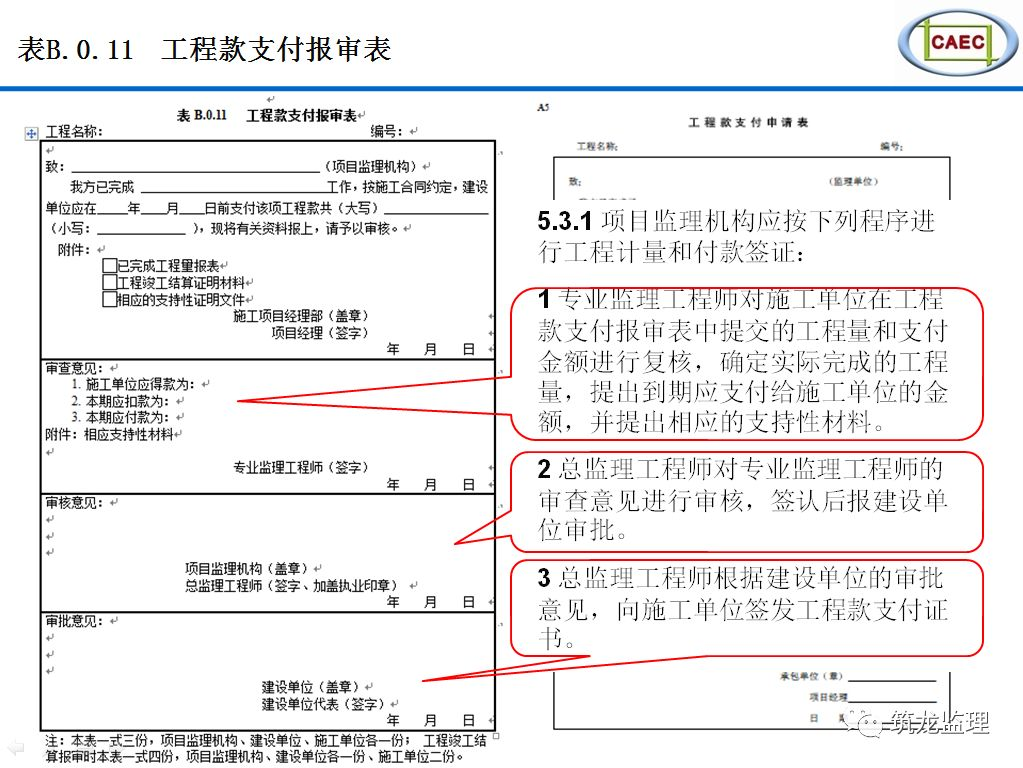 表B.0.11 工程款支付报审表
CAEC
表 B.0.11 工程款支付报审表
工程名称: 编号:
致: (项目监理机构)
我方已完成 工作,按施工合同约定,建设
单位应在 年 月 日前支付该项工程款共(大写)
(小写: ),现将有关资料报上,请予以审核。
附件:
□已完成工程量报表
□工程竣工结算证明材料
□相应的支持性证明文件
施工项目经理部(盖章)
项目经理(签字)
年 月 日
审查意见:
1. 施工单位应得款为:
2. 本期应扣款为:
3. 本期应付款为:
附件:相应支持性材料
专业监理工程师(签字)
年 月 日
审核意见:
项目监理机构(盖章)
总监理工程师(签字、加盖执业印章)
年 月 日
审批意见:
建设单位(盖章)
建设单位代表(签字)
年 月 日
注:本表一式三份,项目监理机构、建设单位、施工单位各一份; 工程竣工结
算报审时本表一式四份,项目监理机构、建设单位各一份、施工单位二份。
A5
工程款支付申请表
工程名称: 编号:
致: (监理单位)
5.3.1 项目监理机构应按下列程序进
行工程计量和付款签证:
1 专业监理工程师对施工单位在工程
款支付报审表中提交的工程量和支付
金额进行复核,确定实际完成的工程
量,提出到期应支付给施工单位的金
额,并提出相应的支持性材料。
2 总监理工程师对专业监理工程师的
审查意见进行审核,签认后报建设单
位审批。
3 总监理工程师根据建设单位的审批
意见,向施工单位签发工程款支付证
书。
承包单位(章)
项目经理
日
筑龙监理